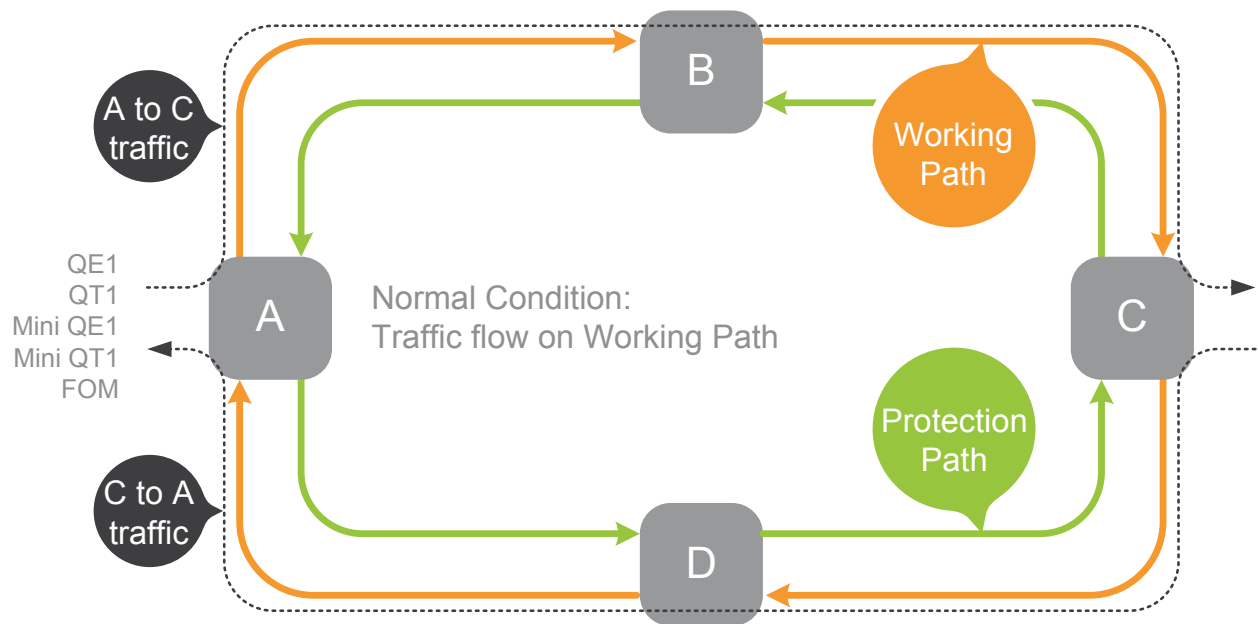 B
A to C
traffic
Working
Path
QE1
QT1
Mini QE1
Mini QT1
FOM
A
Normal Condition:
Traffic flow on Working Path
C
Protection
Path
C to A
traffic
D